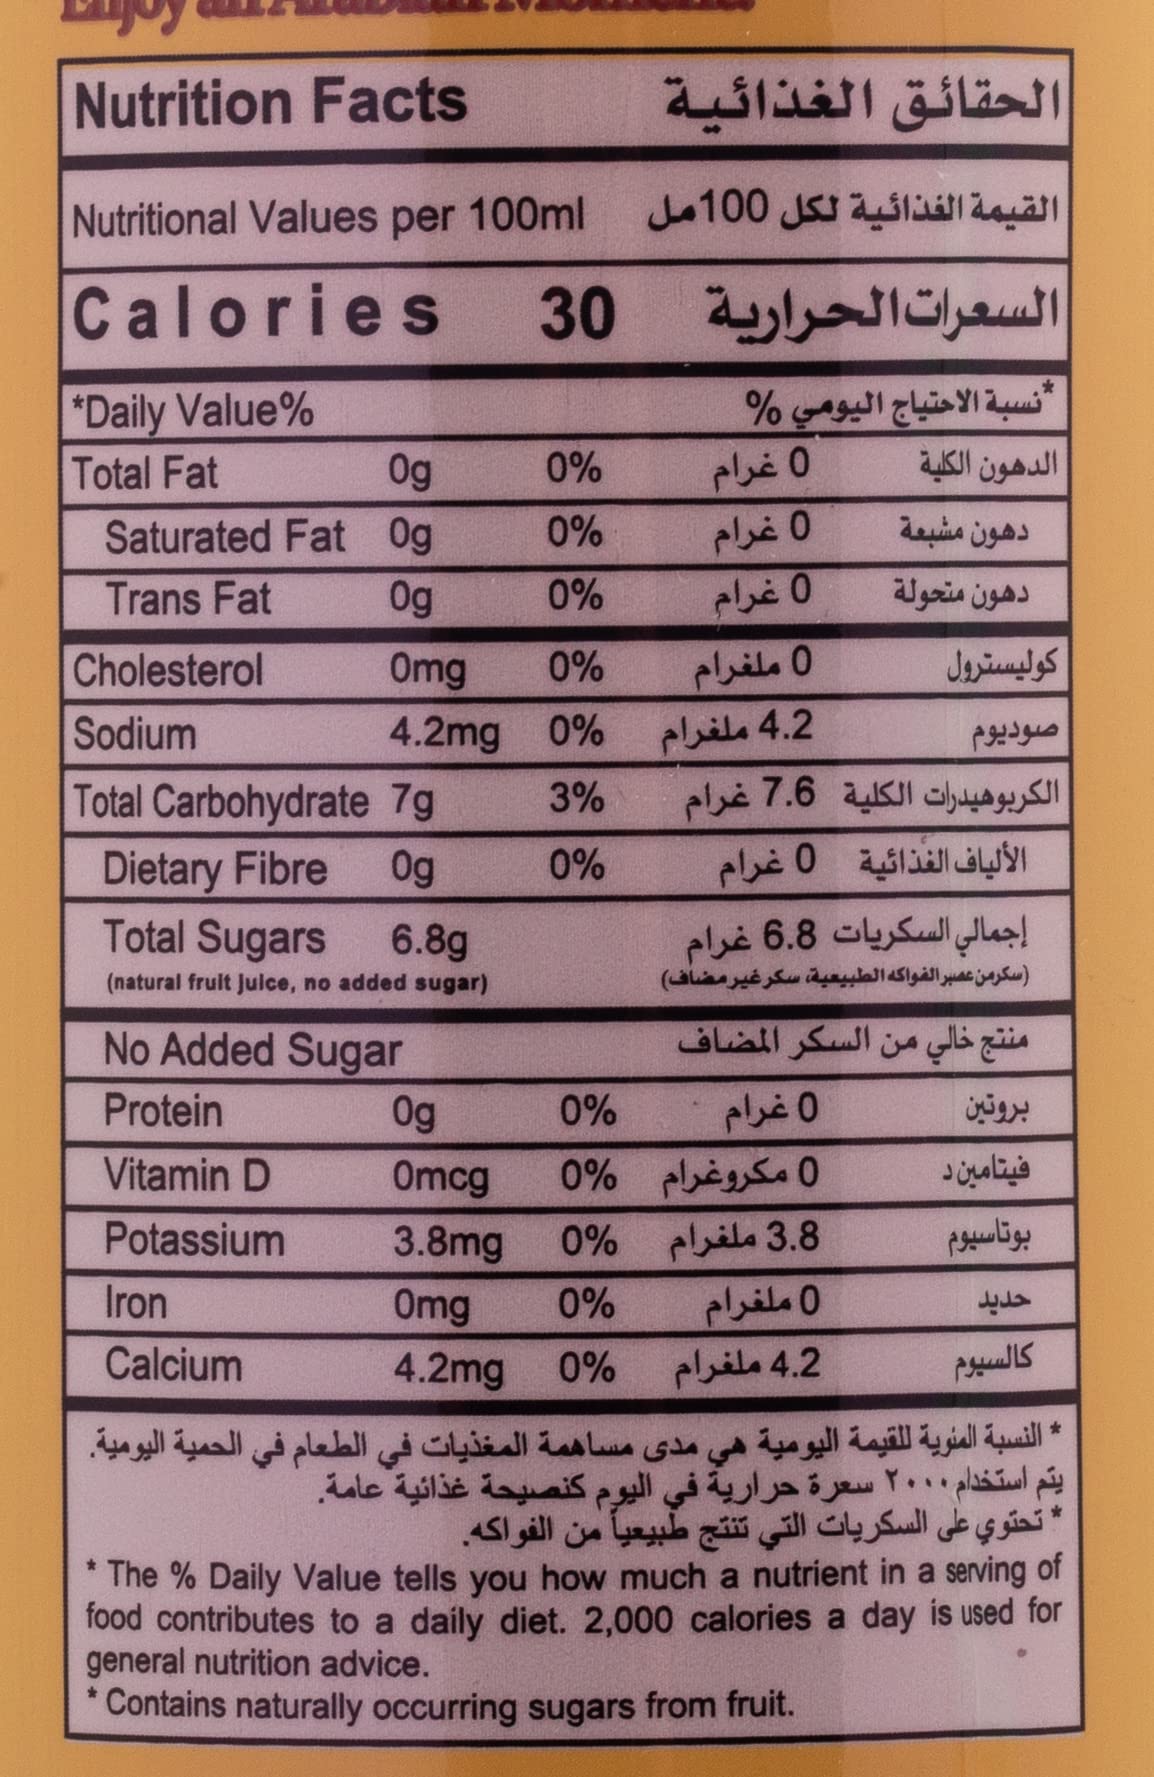 Enjoy an Arabian Moment!
Nutrition Facts الحقائق الغذائية
Nutritional Values per 100ml القيمة الغذائية لكل 100مل
Calories 30 السعرات الحرارية
*Daily Value% *نسبة الاحتياج اليومي %
Total Fat 0g 0% 0 غرام الدهون الكلية
Saturated Fat 0g 0% 0 غرام دهون مشبعة
Trans Fat 0g 0% 0 غرام دهون متحولة
Cholesterol 0mg 0% 0 ملغرام كوليسترول
Sodium 4.2mg 0% 4.2 ملغرام صوديوم
Total Carbohydrate 7g 3% 7.6 غرام الكربوهيدرات الكلية
Dietary Fibre 0g 0% 0 غرام الألياف الغذائية
Total Sugars 6.8g 6.8 غرام إجمالي السكريات
(natural fruit juice, no added sugar) (سكر من عصير الفواكه الطبيعية، سكر غير مضاف)
No Added Sugar منتج خالي من السكر المضاف
Protein 0g 0% 0 غرام بروتين
Vitamin D 0mcg 0% 0 مكروغرام فيتامين د
Potassium 3.8mg 0% 3.8 ملغرام بوتاسيوم
Iron 0mg 0% 0 ملغرام حديد
Calcium 4.2mg 0% 4.2 ملغرام كالسيوم
* النسبة المئوية للقيمة اليومية هي مدى مساهمة المغذيات في الطعام في الحمية اليومية.
يتم استخدام ٢٠٠٠ سعرة حرارية في اليوم كنصيحة غذائية عامة.
* تحتوي على السكريات التي تنتج طبيعياً من الفواكه.
* The % Daily Value tells you how much a nutrient in a serving of
food contributes to a daily diet. 2,000 calories a day is used for
general nutrition advice.
* Contains naturally occurring sugars from fruit.